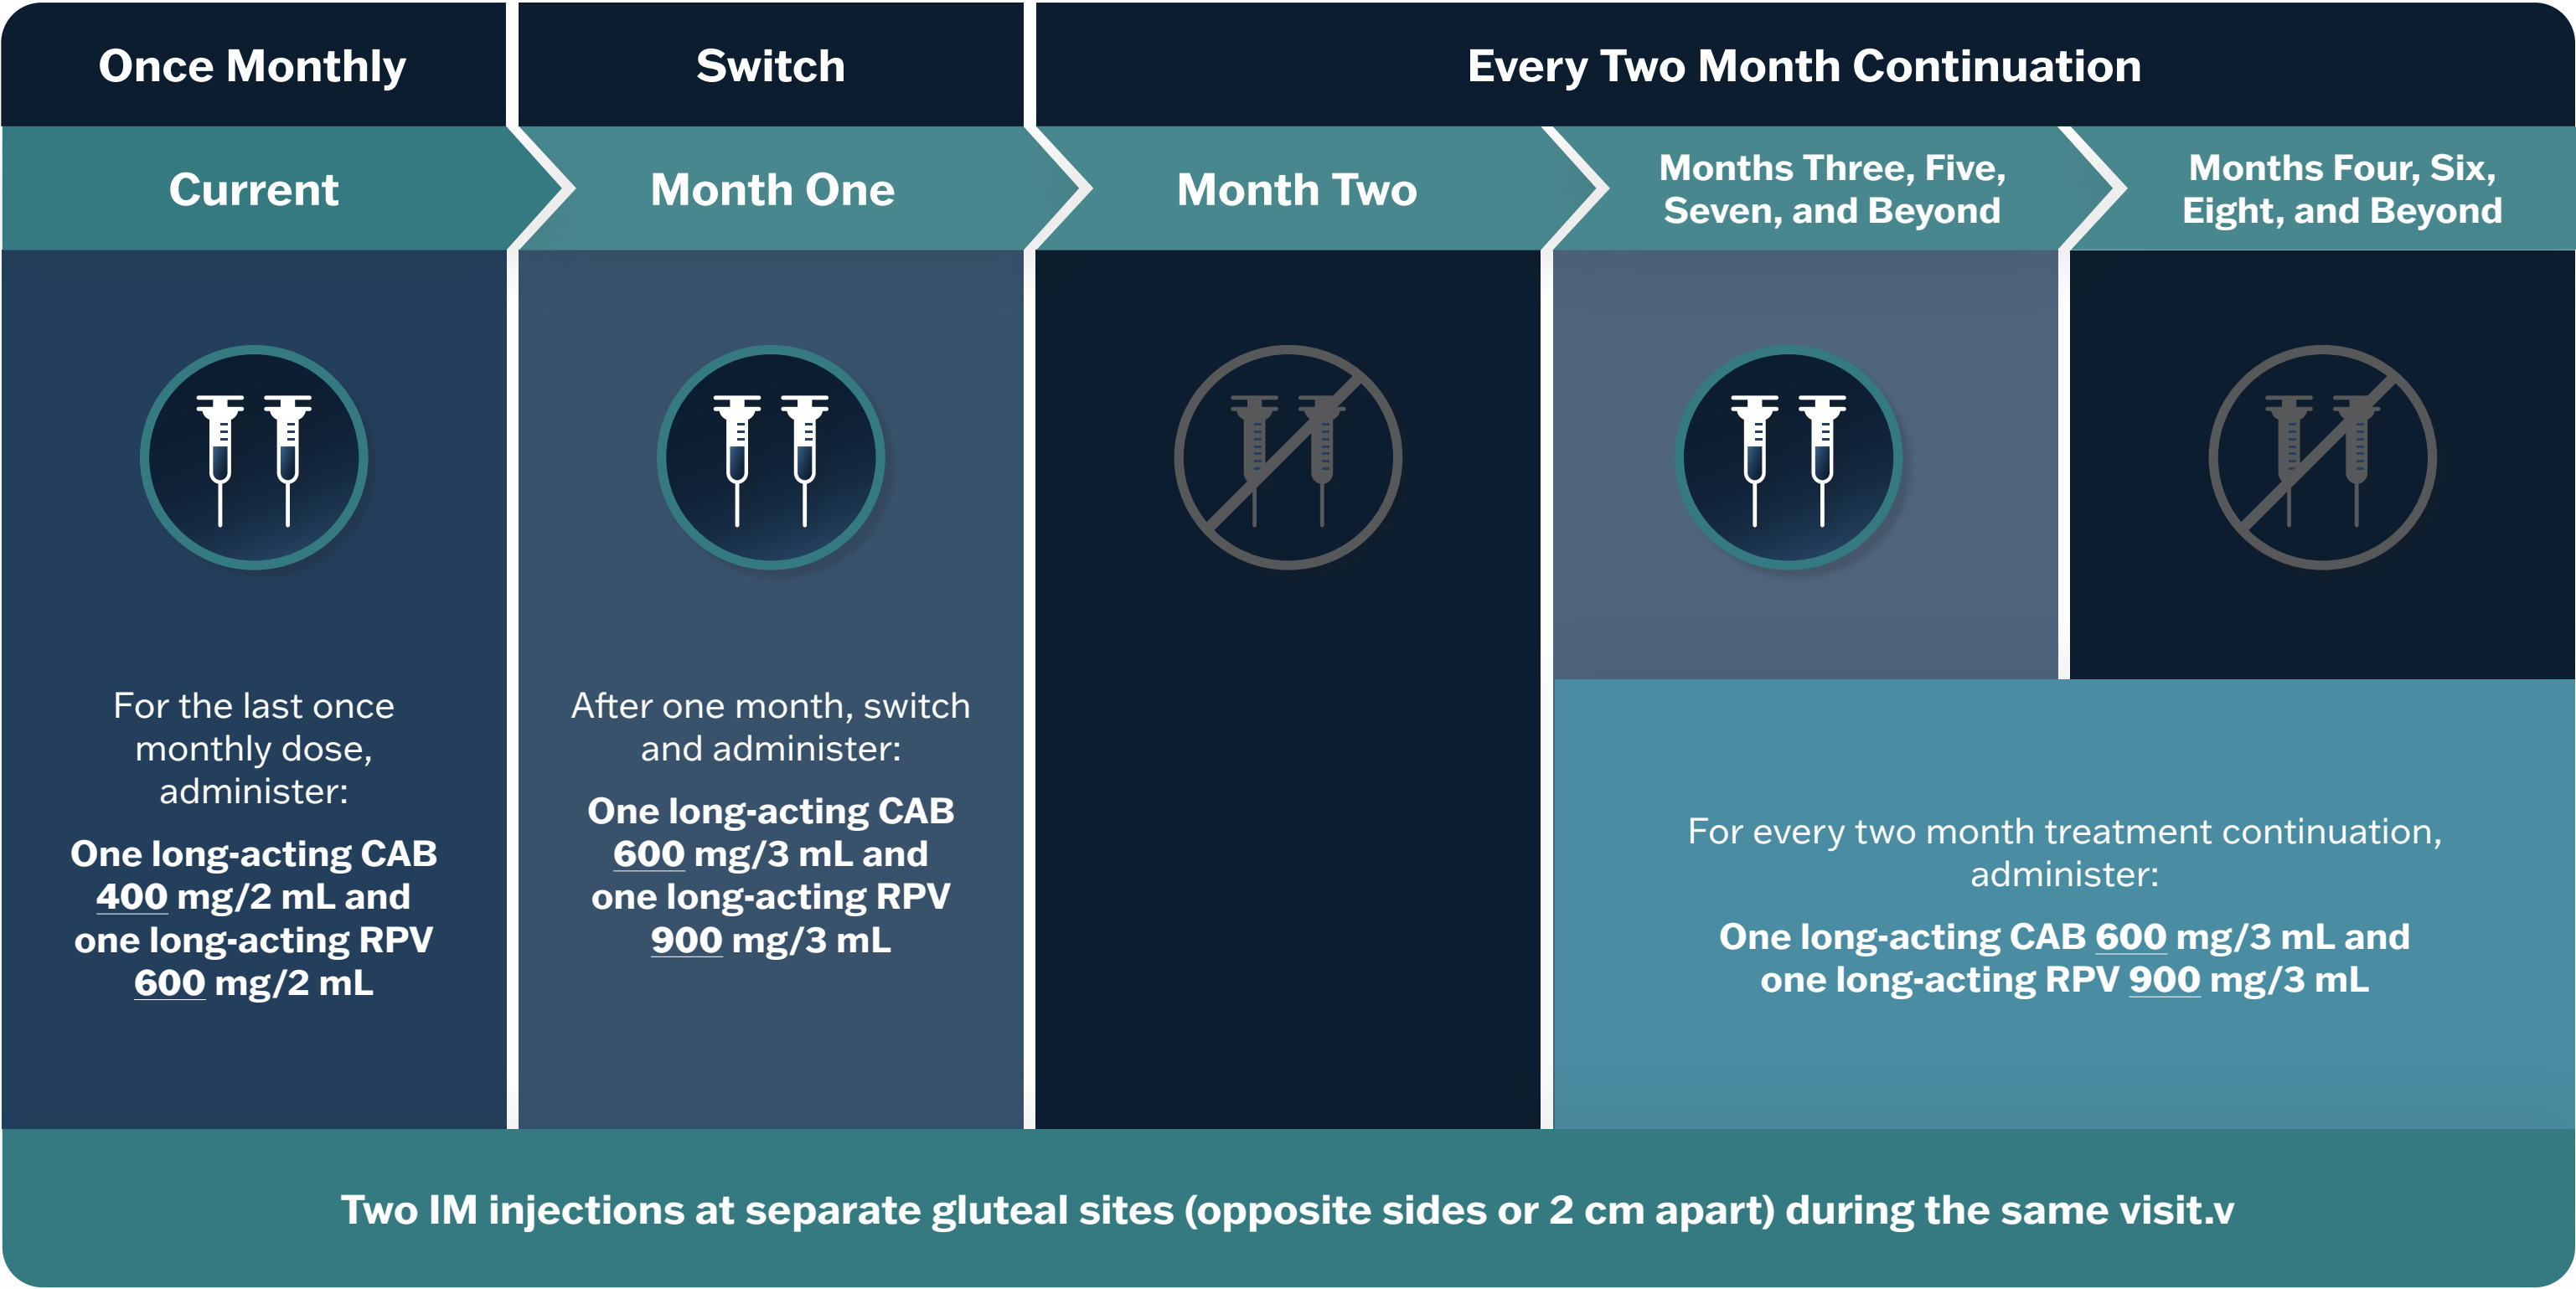 Once Monthly
Switch
Every Two Month Continuation
Current
Month One
Month Two
Months Three, Five,
Seven, and Beyond
Months Four, Six,
Eight, and Beyond
For the last once
monthly dose,
administer:
One long-acting CAB
400 mg/2 mL and
one long-acting RPV
600 mg/2 mL
After one month, switch
and administer:
One long-acting CAB
600 mg/3 mL and
one long-acting RPV
900 mg/3 mL
For every two month treatment continuation,
administer:
One long-acting CAB 600 mg/3 mL and
one long-acting RPV 900 mg/3 mL
Two IM injections at separate gluteal sites (opposite sides or 2 cm apart) during the same visit.v